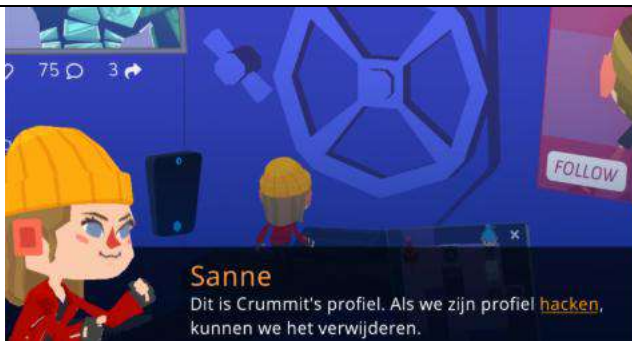 75 3
FOLLOW
Sanne
Dit is Crummit's profiel. Als we zijn profiel hacken,
kunnen we het verwijderen.